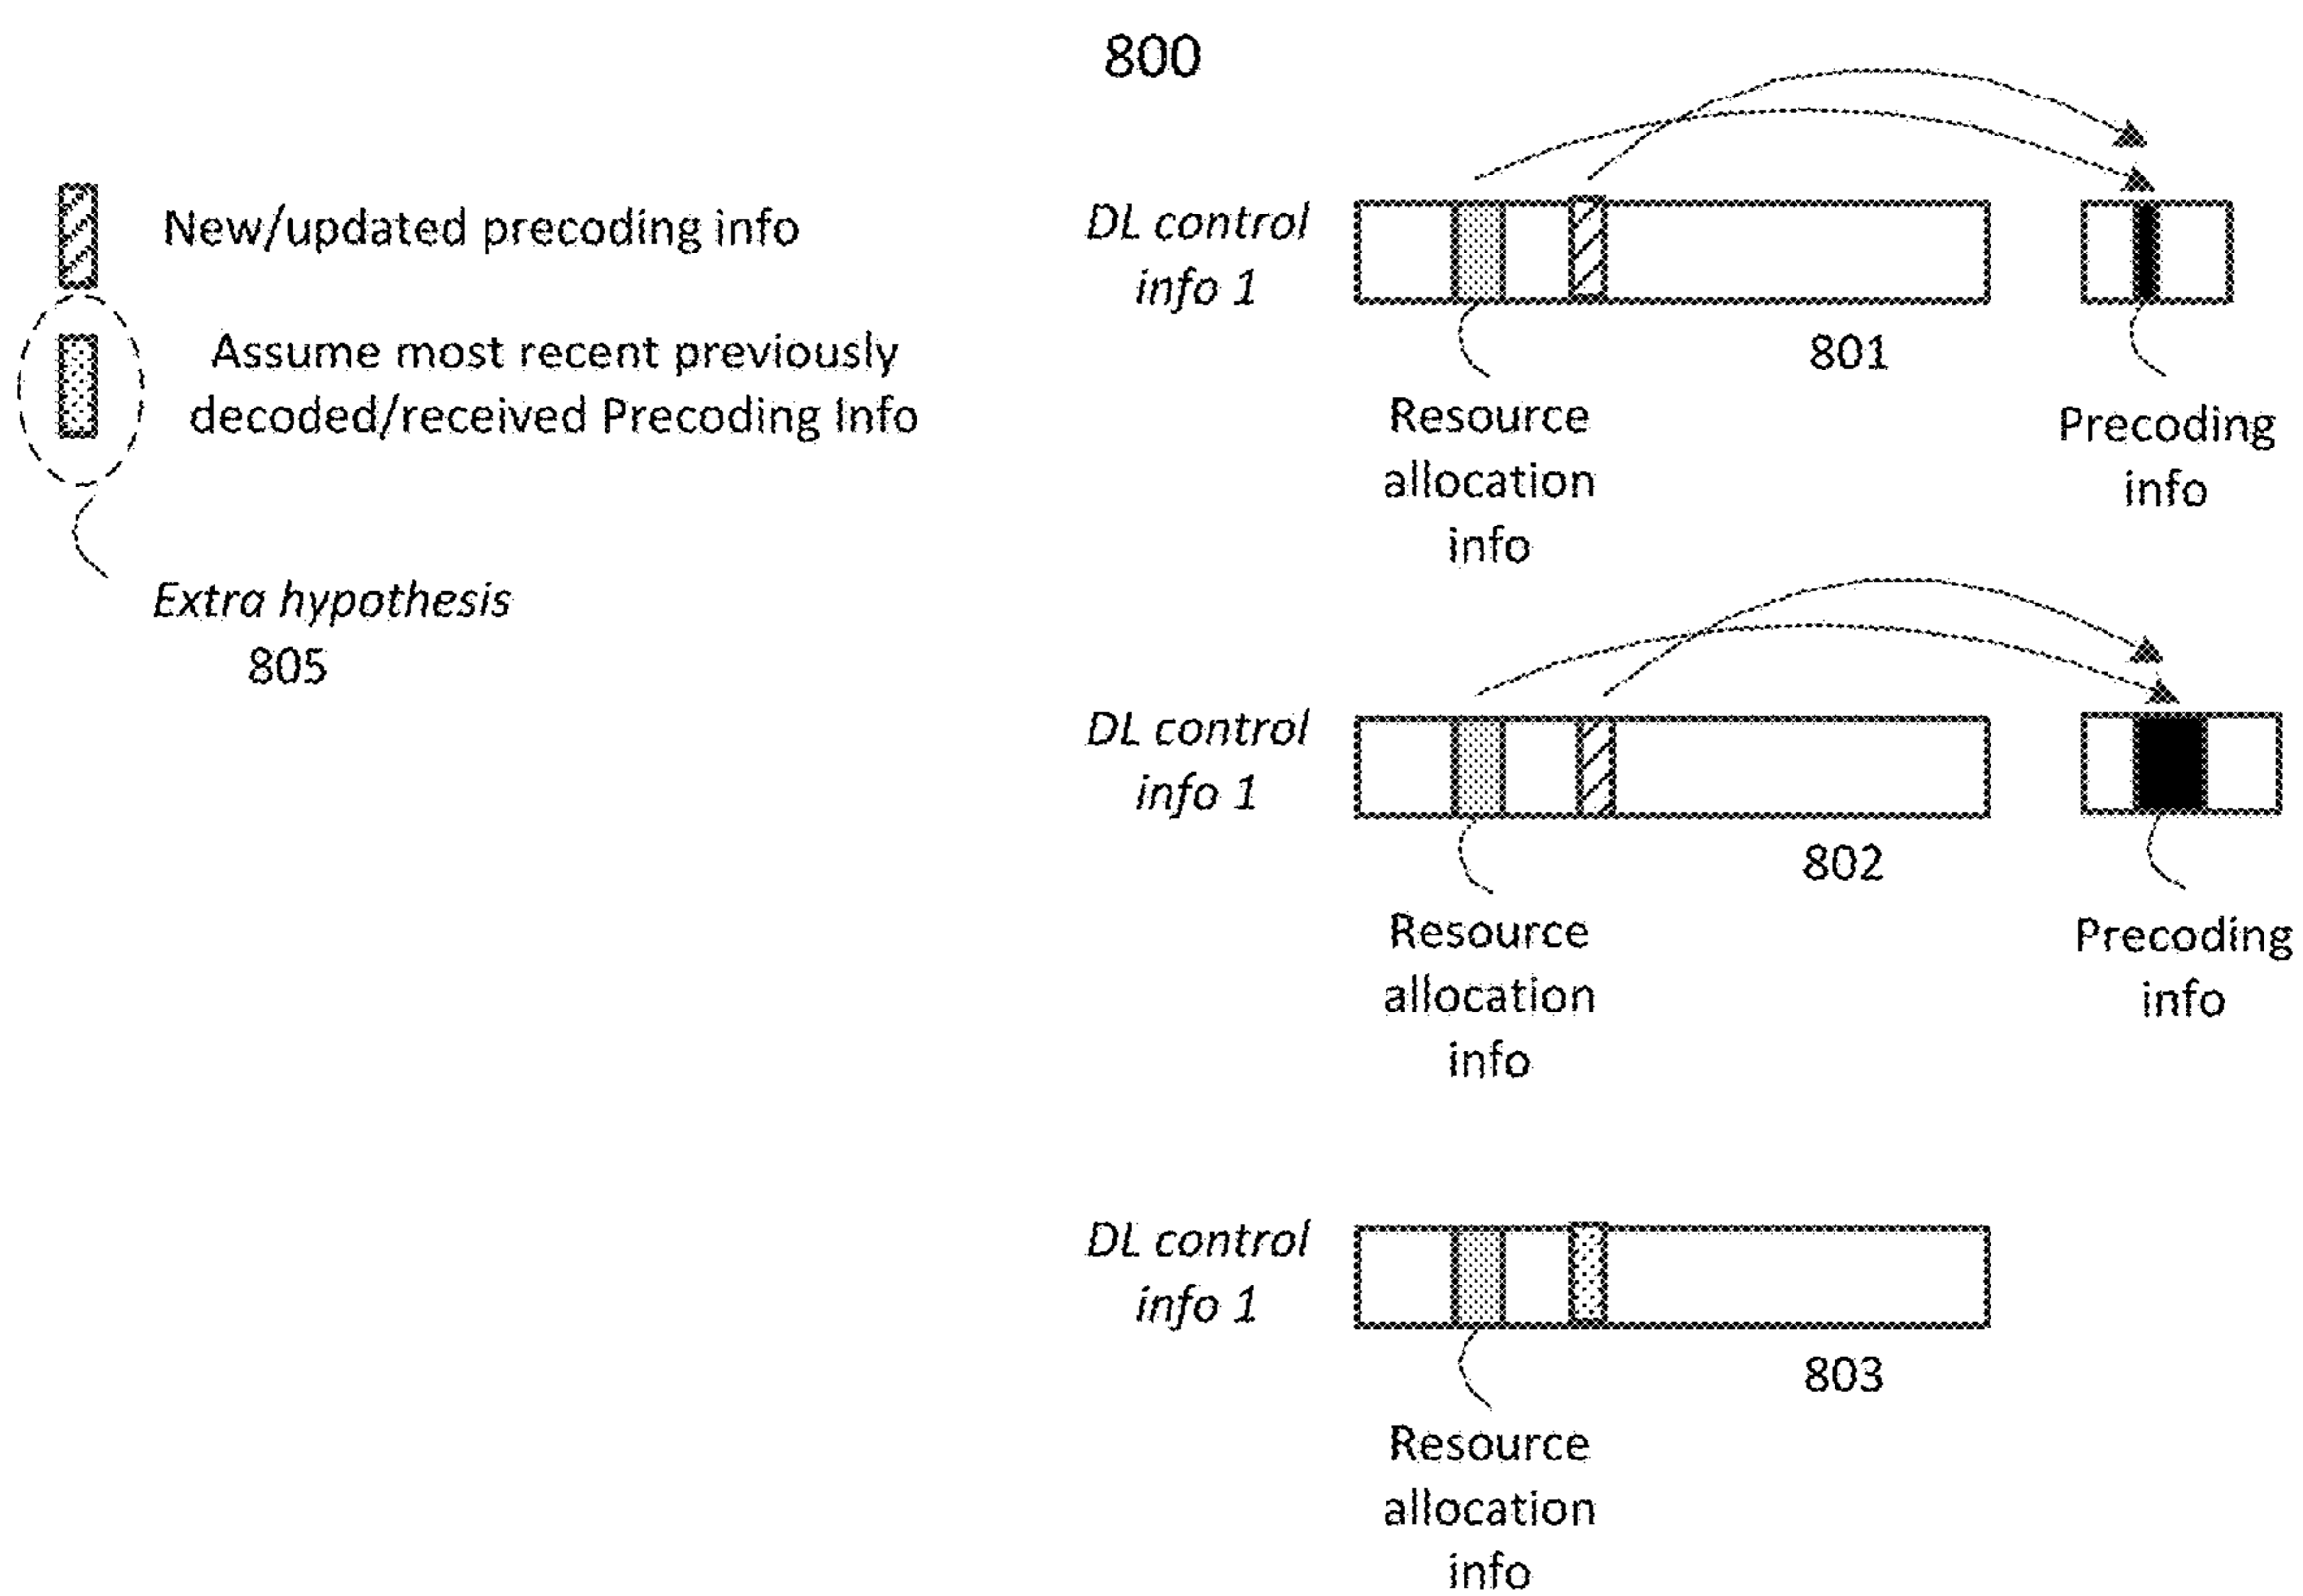 800
New/updated precoding info
Assume most recent previously
decoded/received Precoding Info
Extra hypothesis
805
DL control
info 1
801
Resource
allocation
info
Precoding
info
DL control
info 1
802
Resource
allocation
info
Precoding
info
DL control
info 1
803
Resource
allocation
info